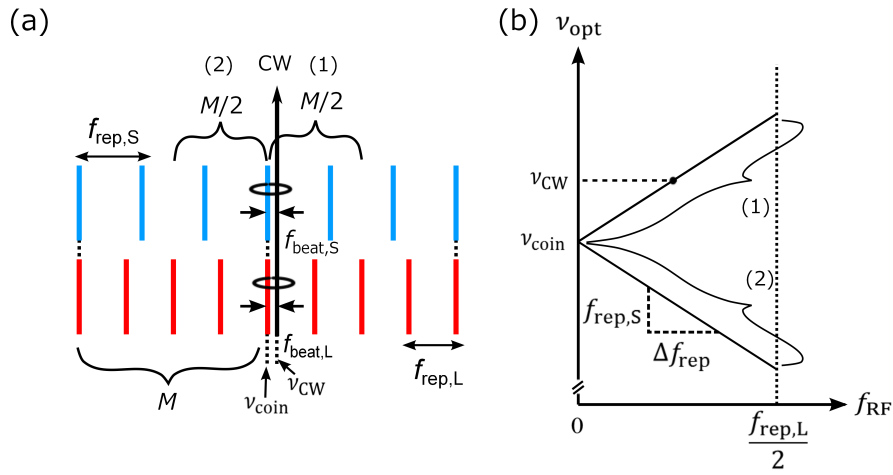 (a)
(2) CW (1)
M/2 M/2
f_rep,S
f_beat,S
f_beat,L
f_rep,L
M
ν_CW
ν_coin
(b)
ν_opt
ν_CW
(1)
ν_coin
(2)
f_rep,S
Δf_rep
f_RF
0
f_rep,L
2